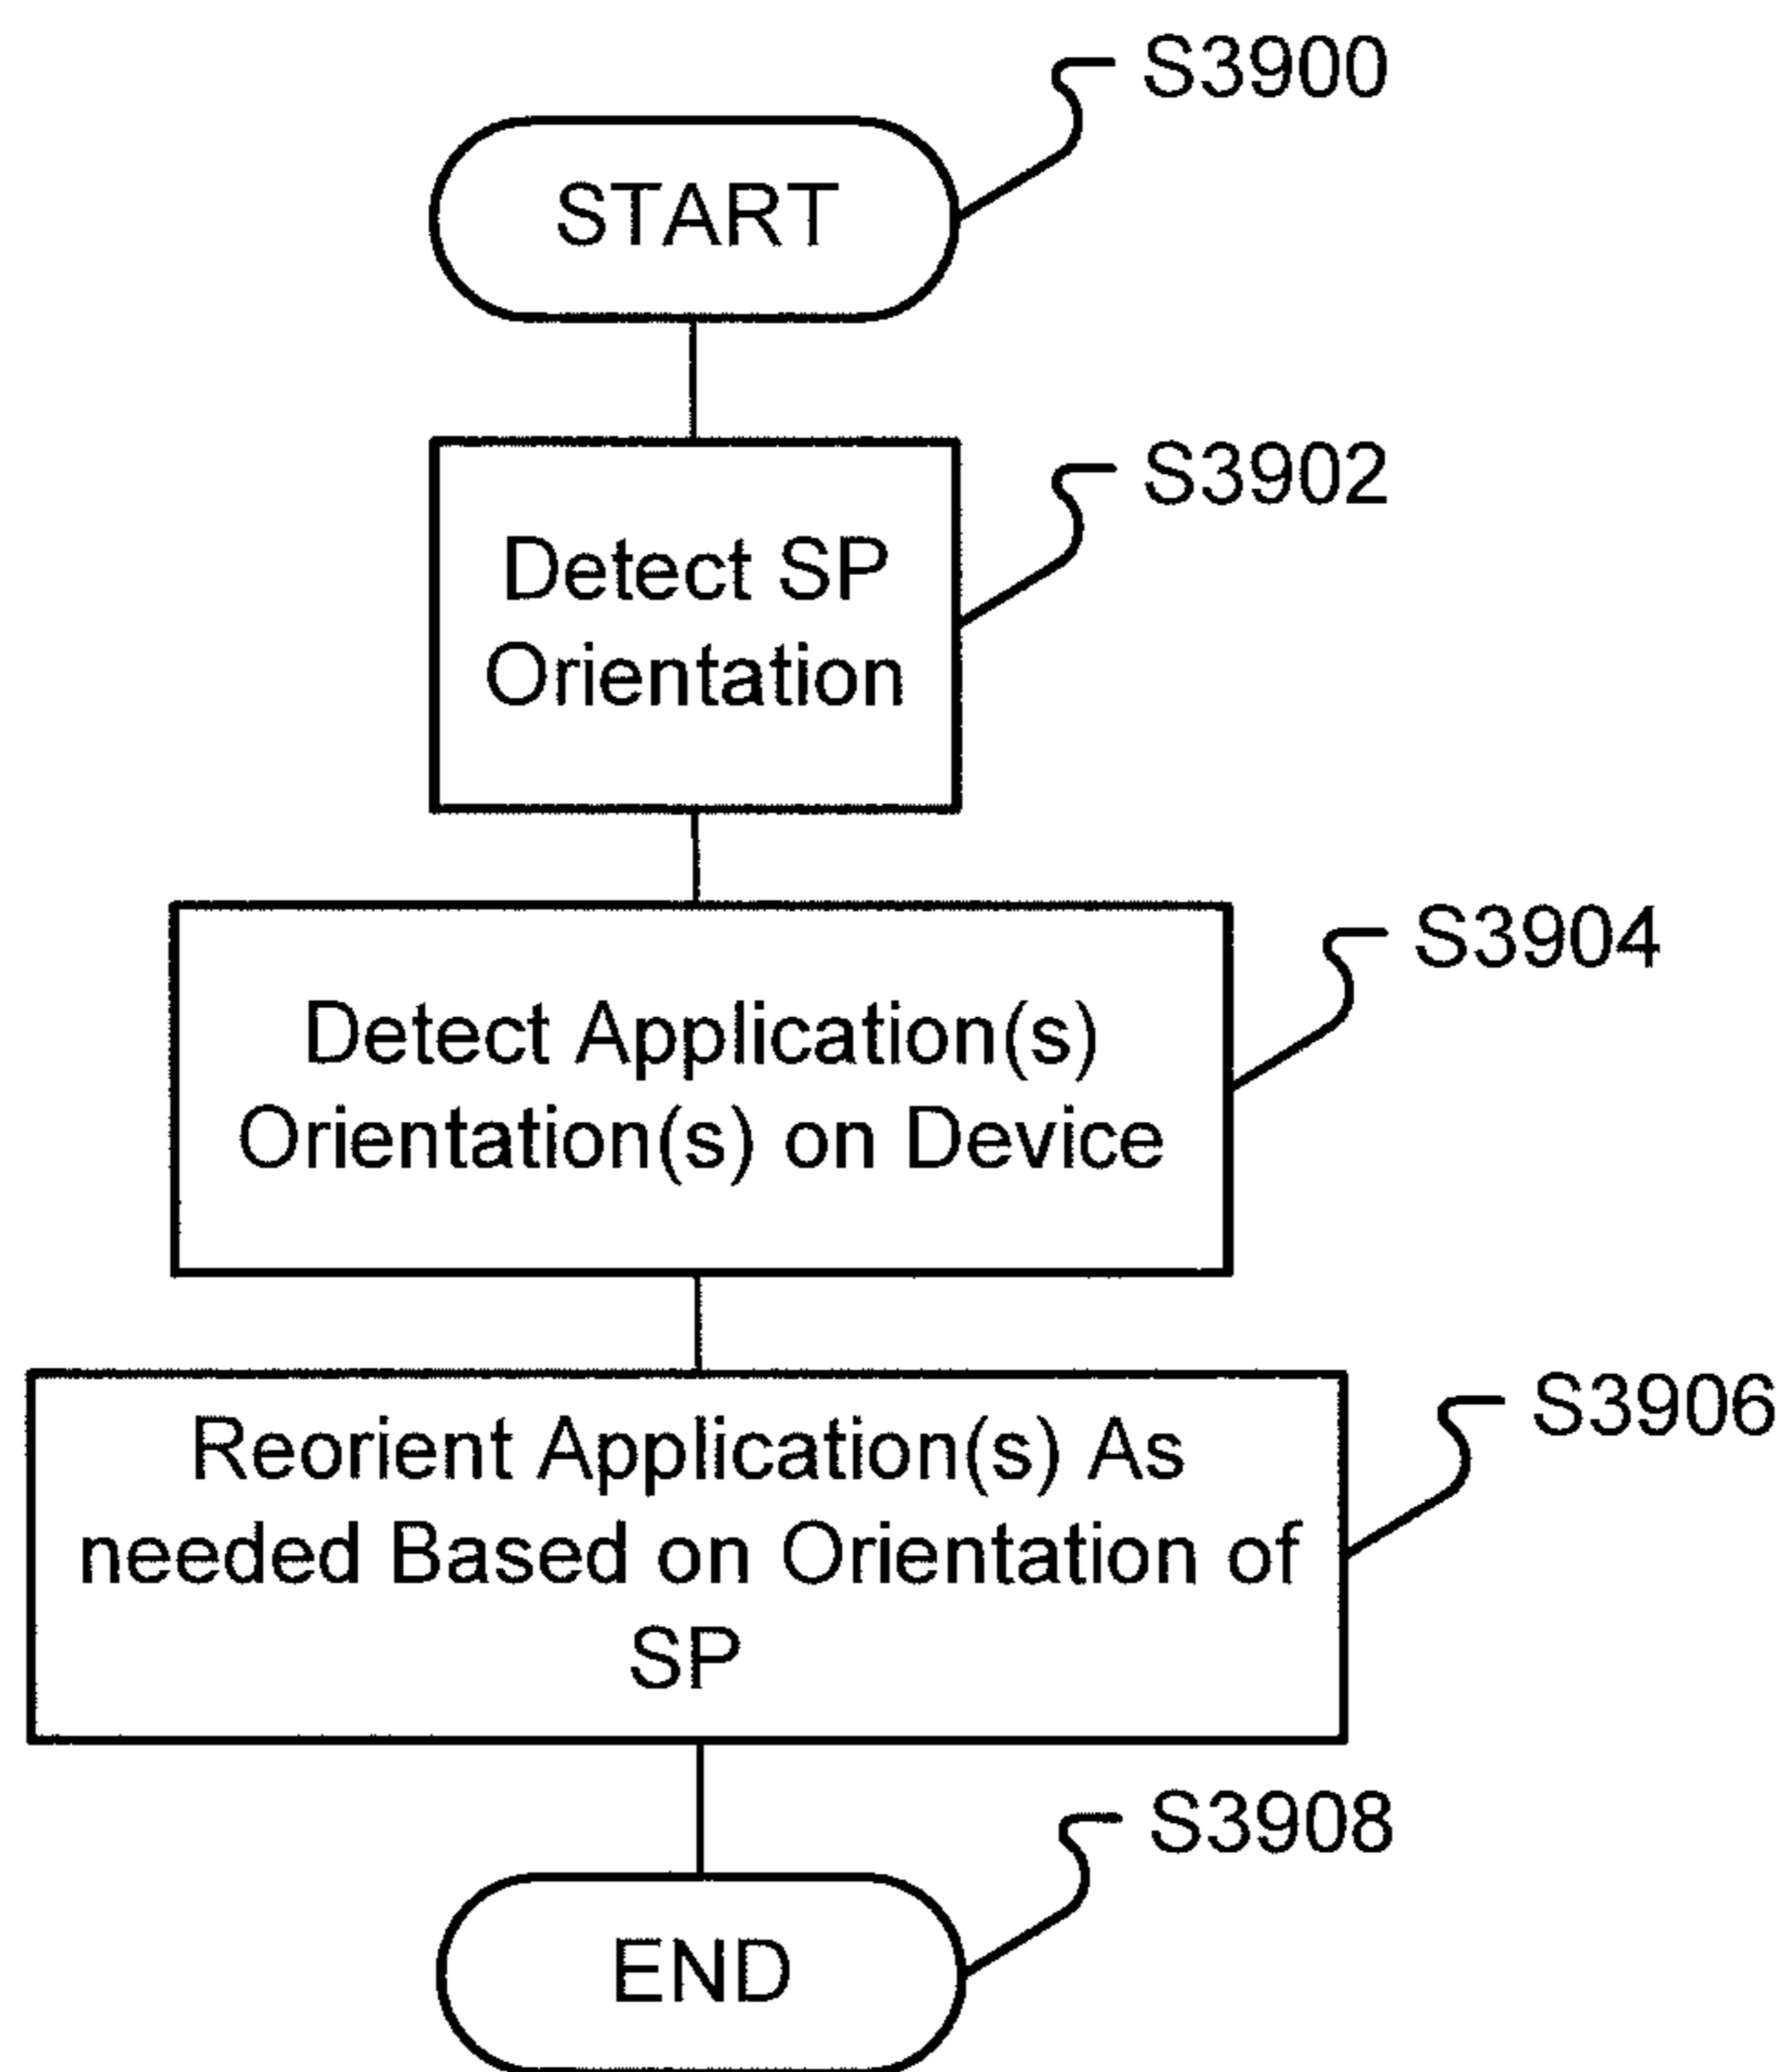 S3900
START
S3902
Detect SP
Orientation
S3904
Detect Application(s)
Orientation(s) on Device
S3906
Reorient Application(s) As
needed Based on Orientation of
SP
S3908
END